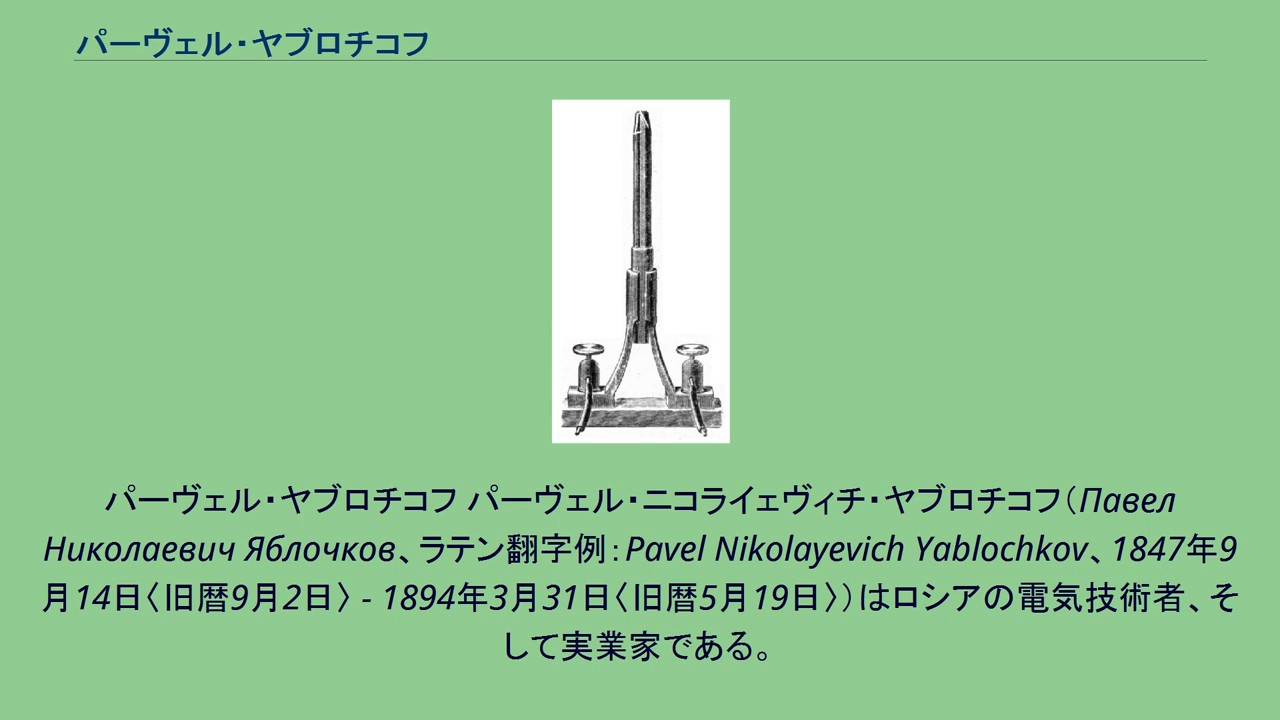 パーヴェル・ヤブロチコフ
パーヴェル・ヤブロチコフ パーヴェル・ニコライェヴィチ・ヤブロチコフ（Павел
Николаевич Яблочков、ラテン翻字例：Pavel Nikolayevich Yablochkov、1847年9
月14日〈旧暦9月2日〉 - 1894年3月31日〈旧暦5月19日〉）はロシアの電気技術者、そ
して実業家である。